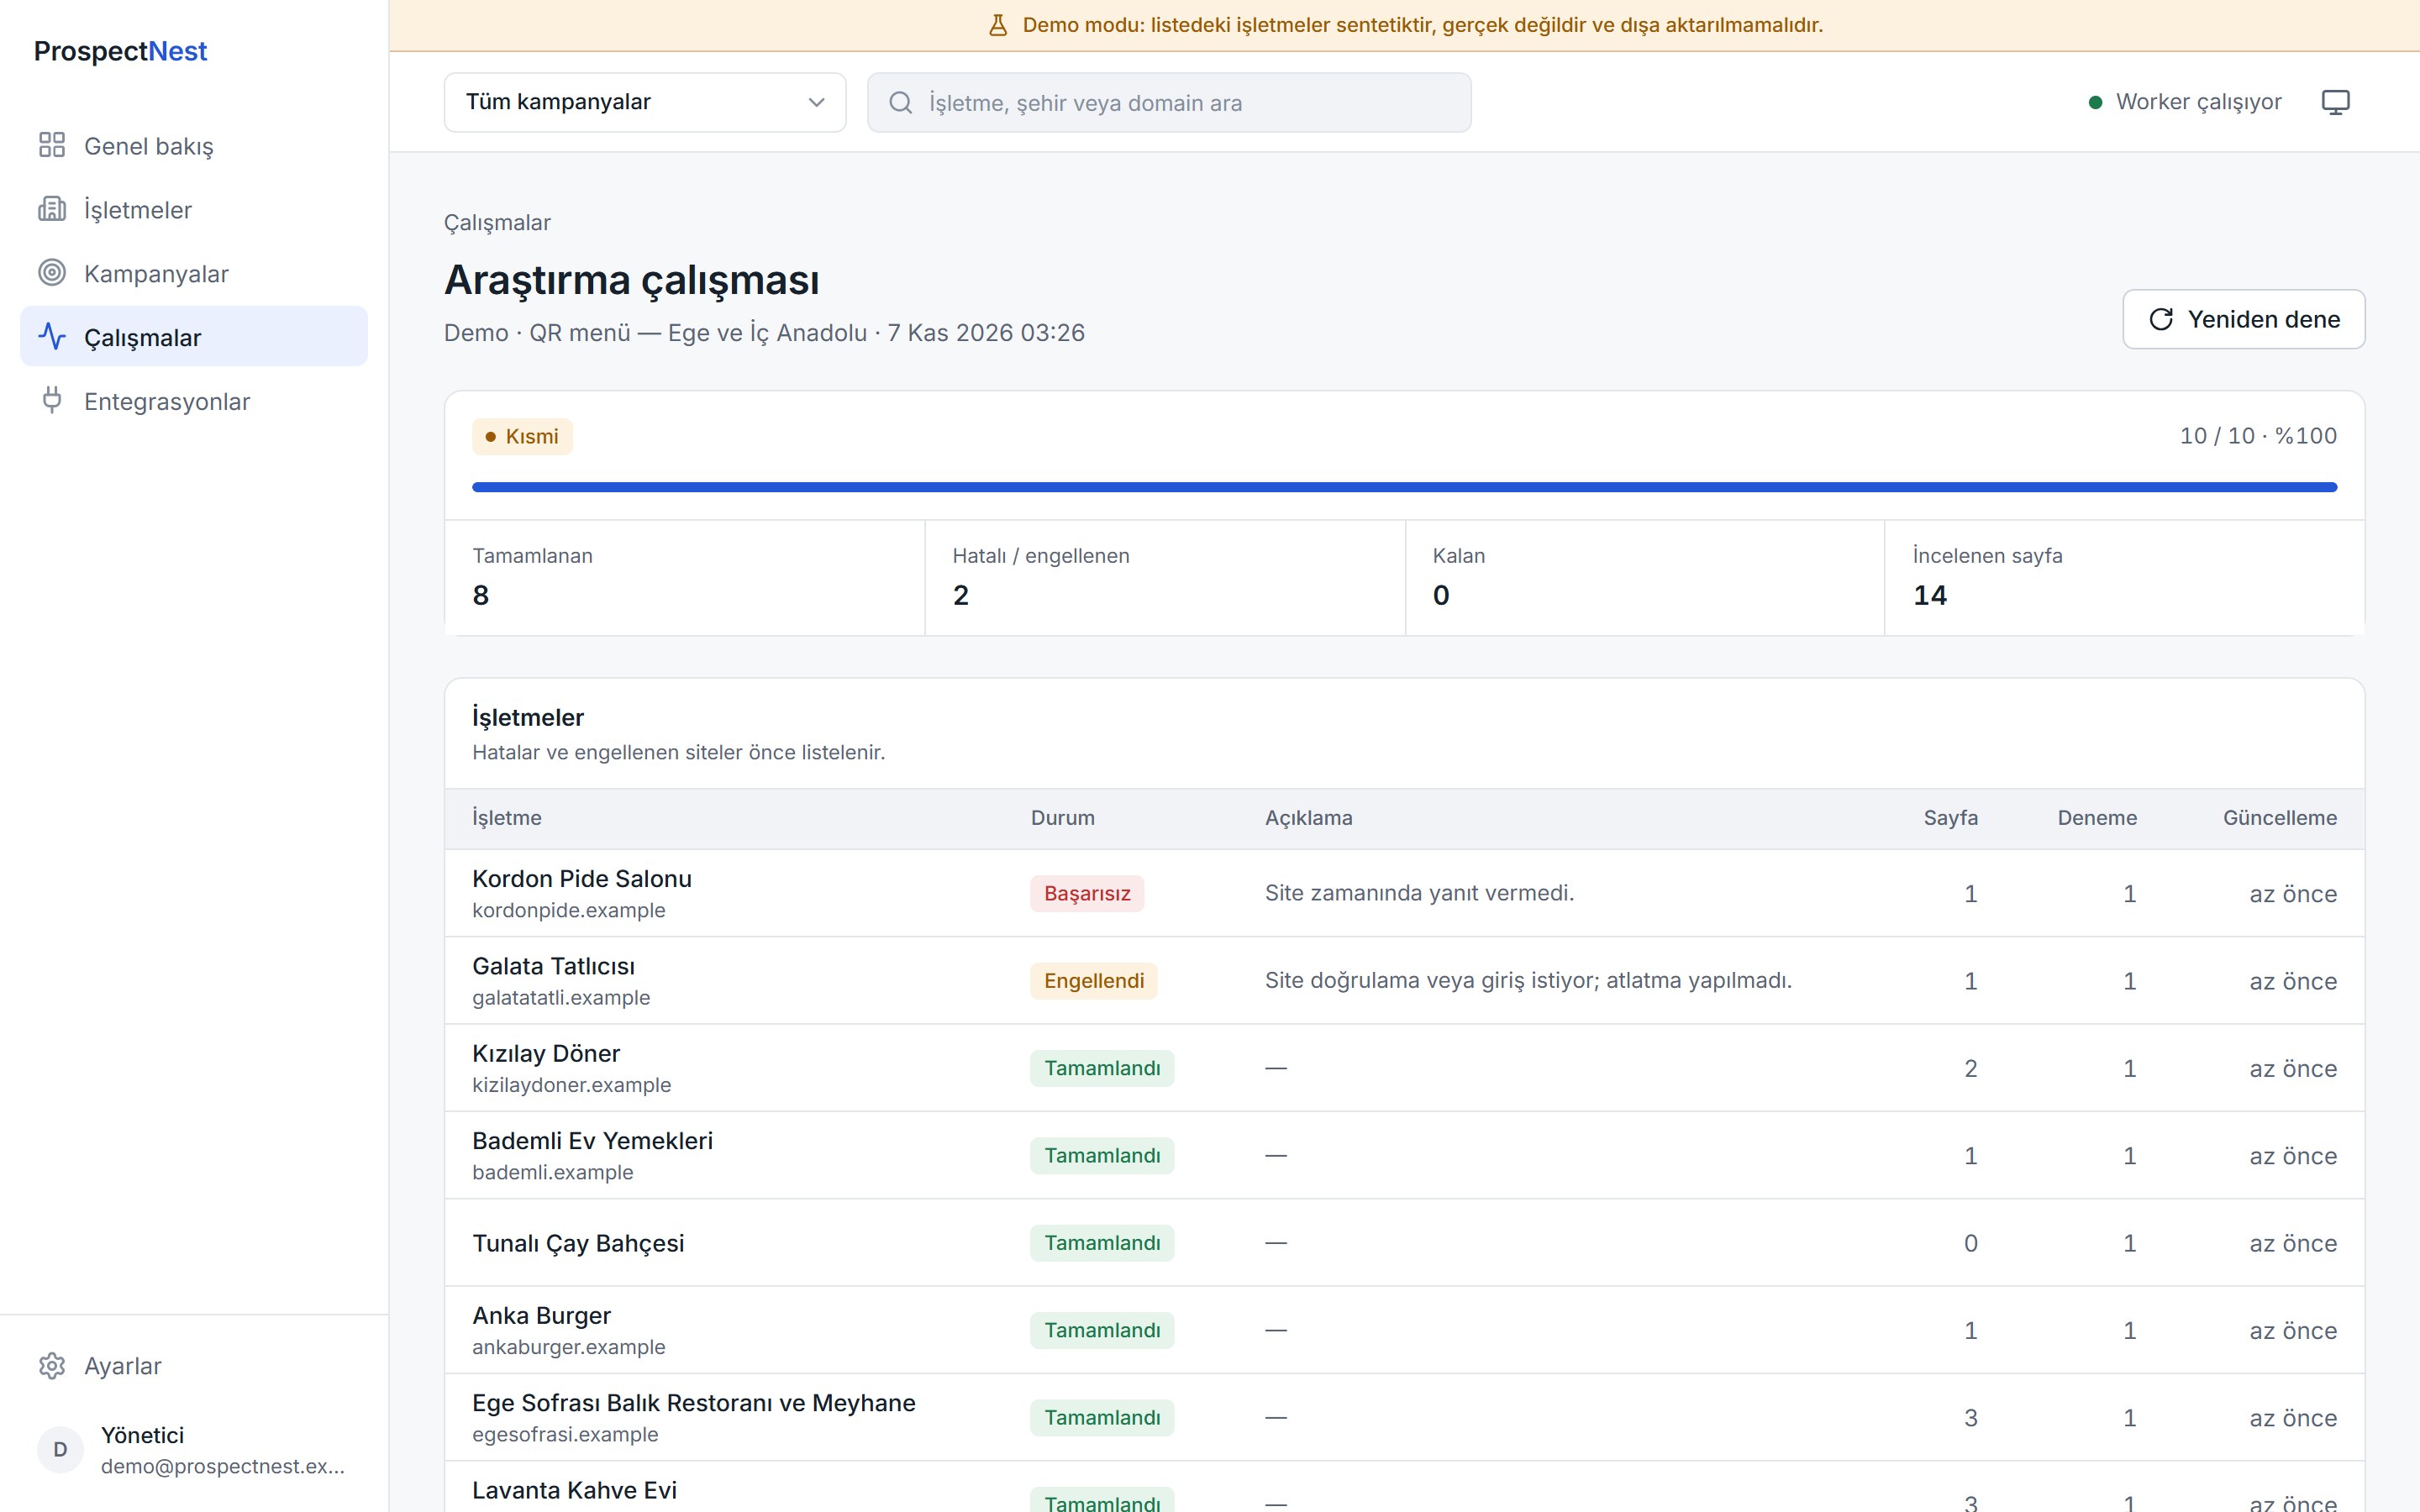 ProspectNest
Genel bakış
İşletmeler
Kampanyalar
Çalışmalar
Entegrasyonlar
Ayarlar
D
Yönetici
demo@prospectnest.ex...
Demo modu: listedeki işletmeler sentetiktir, gerçek değildir ve dışa aktarılmamalıdır.
Tüm kampanyalar
İşletme, şehir veya domain ara
Worker çalışıyor
Çalışmalar
Araştırma çalışması
Demo · QR menü — Ege ve İç Anadolu · 7 Kas 2026 03:26
Yeniden dene
Kısmi
10 / 10 · %100
Tamamlanan
8
Hatalı / engellenen
2
Kalan
0
İncelenen sayfa
14
İşletmeler
Hatalar ve engellenen siteler önce listelenir.
İşletme Durum Açıklama Sayfa Deneme Güncelleme
Kordon Pide Salonu
kordonpide.example
Başarısız Site zamanında yanıt vermedi. 1 1 az önce
Galata Tatlıcısı
galatatatli.example
Engellendi Site doğrulama veya giriş istiyor; atlatma yapılmadı. 1 1 az önce
Kızılay Döner
kizilaydoner.example
Tamamlandı — 2 1 az önce
Bademli Ev Yemekleri
bademli.example
Tamamlandı — 1 1 az önce
Tunalı Çay Bahçesi Tamamlandı — 0 1 az önce
Anka Burger
ankaburger.example
Tamamlandı — 1 1 az önce
Ege Sofrası Balık Restoranı ve Meyhane
egesofrasi.example
Tamamlandı — 3 1 az önce
Lavanta Kahve Evi
Tamamlandı — 3 1 az önce